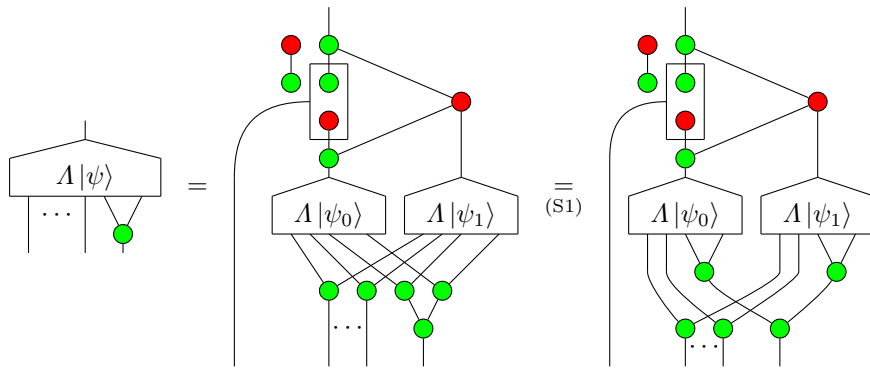 Λ |ψ⟩
...
=
Λ |ψ₀⟩ Λ |ψ₁⟩
...
=
(S1)
Λ |ψ₀⟩ Λ |ψ₁⟩
...